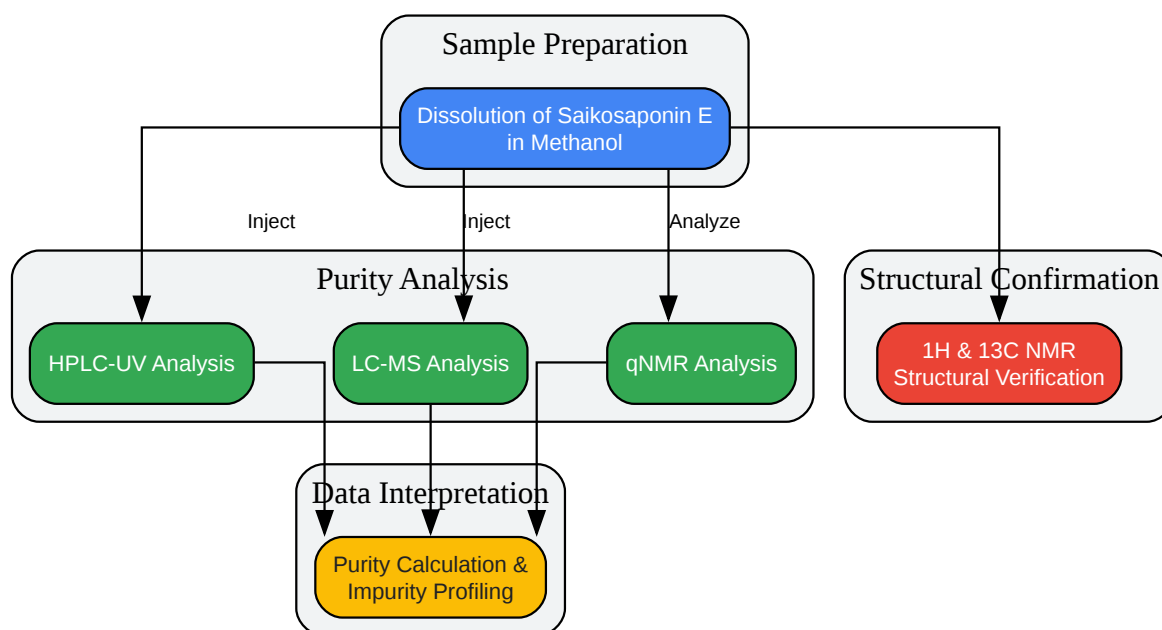 Sample Preparation
Dissolution of Saikosaponin E
in Methanol
Inject
Inject
Analyze
Purity Analysis
Structural Confirmation
HPLC-UV Analysis
LC-MS Analysis
qNMR Analysis
1H & 13C NMR
Structural Verification
Data Interpretation
Purity Calculation &
Impurity Profiling